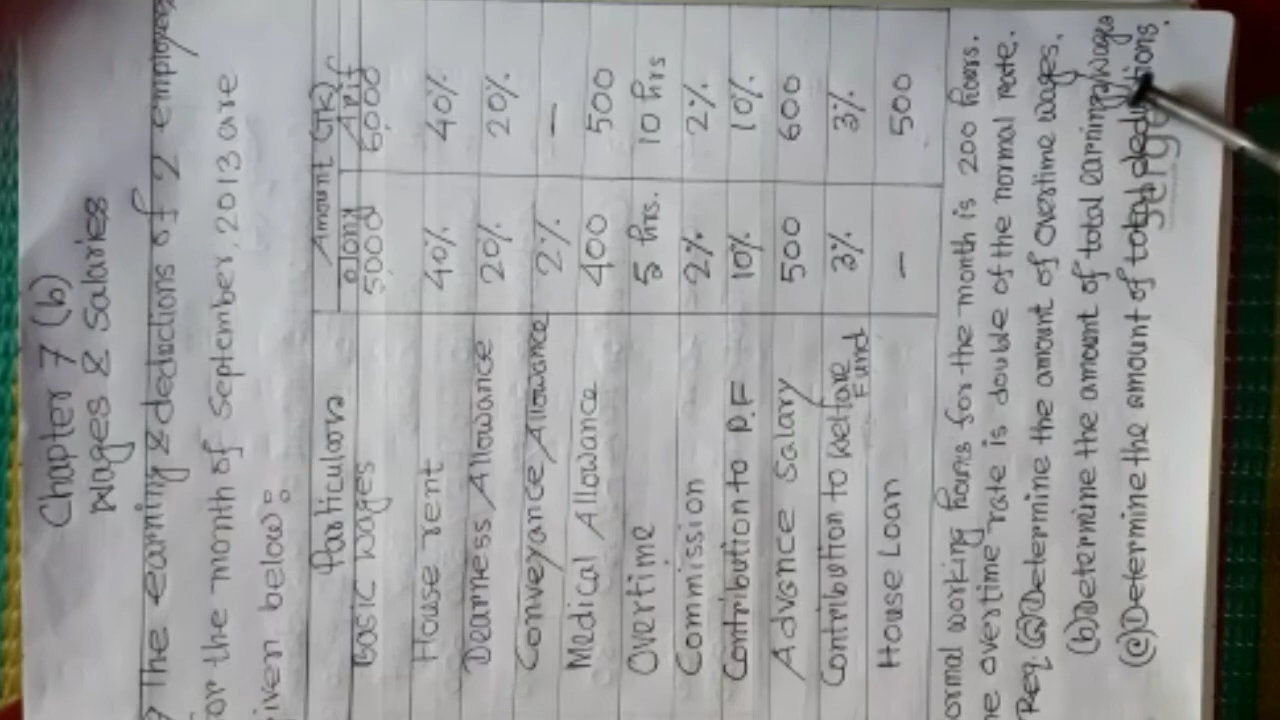 Chapter 7 (b)
Wages & Salaries
The earning & deductions of 2 employees
for the month of September, 2013 are
given below:
Particulars Amount (TK)
Arif
Basic Wages 5000 6000
House rent 40% 40%
Dearness Allowance 20% 20%
Conveyance Allowance 2% —
Medical Allowance 400 500
Overtime 5 hrs. 10 hrs
Commission 2% 2%
Contribution to P.F 10% 10%
Advance Salary 500 600
Contribution to Welfare Fund 3% 3%
House Loan — 500
ormal working hours for the month is 200 hours.
he overtime rate is double of the normal rate.
Req: (a) Determine the amount of overtime wages.
(b) Determine the amount of total earning wages
(c) Determine the amount of total deductions.